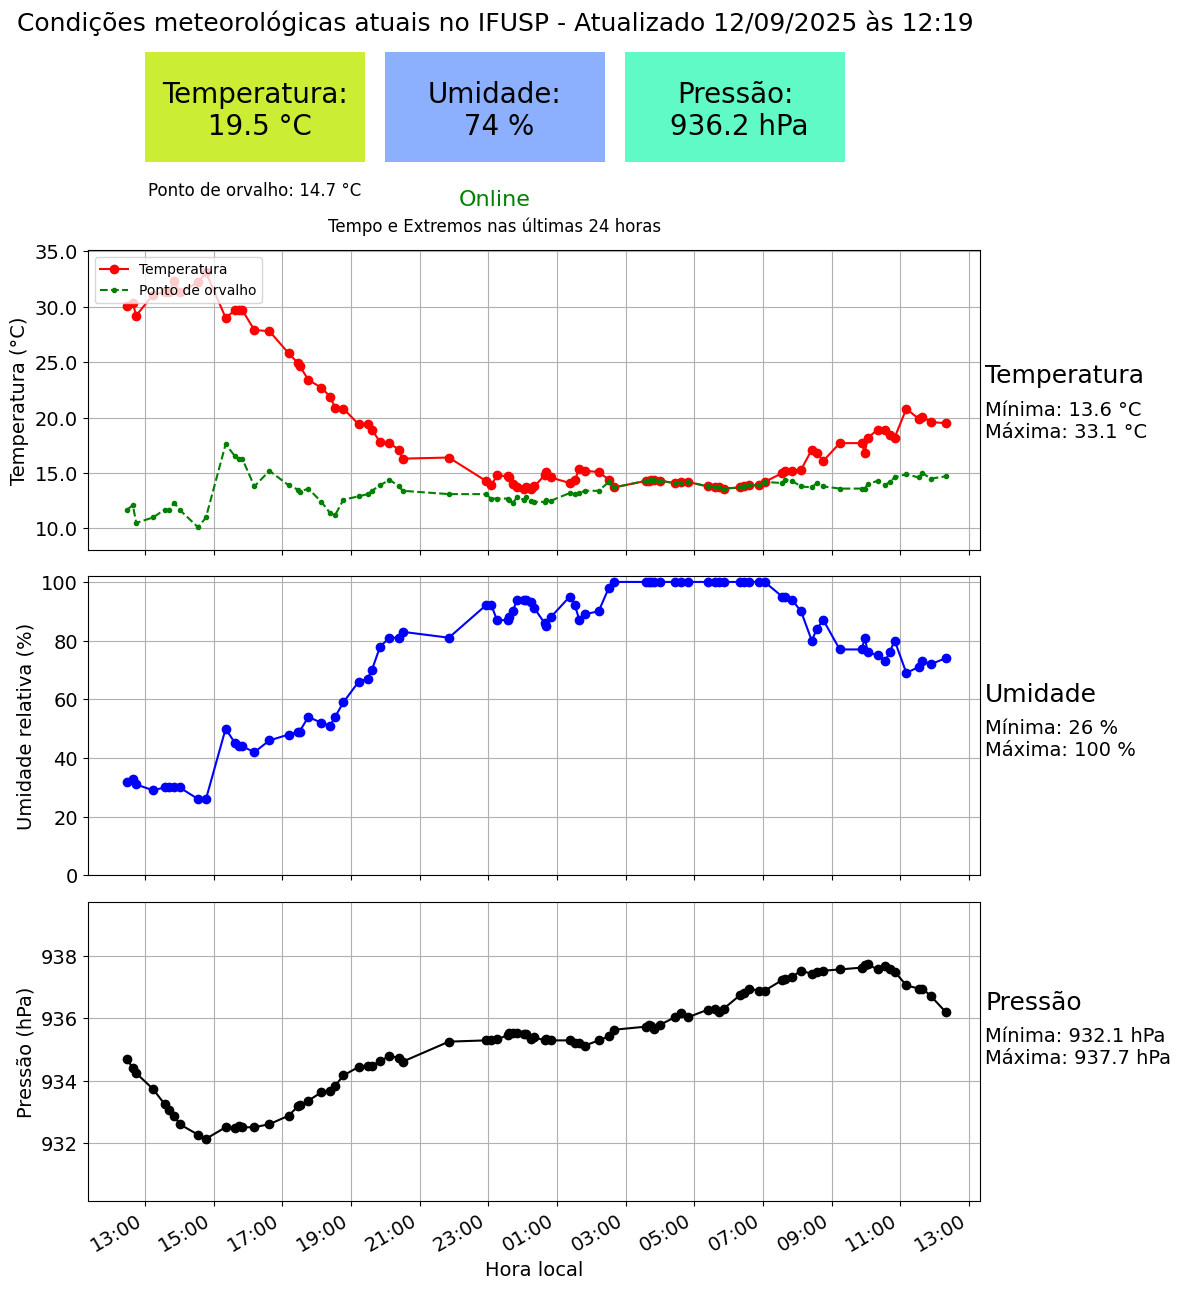 Condições meteorológicas atuais no IFUSP - Atualizado 12/09/2025 às 12:19
Temperatura:
19.5 °C
Umidade:
74 %
Pressão:
936.2 hPa
Ponto de orvalho: 14.7 °C
Online
Tempo e Extremos nas últimas 24 horas
Temperatura (°C)
35.0
30.0
25.0
20.0
15.0
10.0
Temperatura
Ponto de orvalho
Temperatura
Mínima: 13.6 °C
Máxima: 33.1 °C
Umidade relativa (%)
100
80
60
40
20
0
Umidade
Mínima: 26 %
Máxima: 100 %
Pressão (hPa)
938
936
934
932
Pressão
Mínima: 932.1 hPa
Máxima: 937.7 hPa
13:00
15:00
17:00
19:00
21:00
23:00
01:00
03:00
05:00
07:00
09:00
11:00
13:00
Hora local